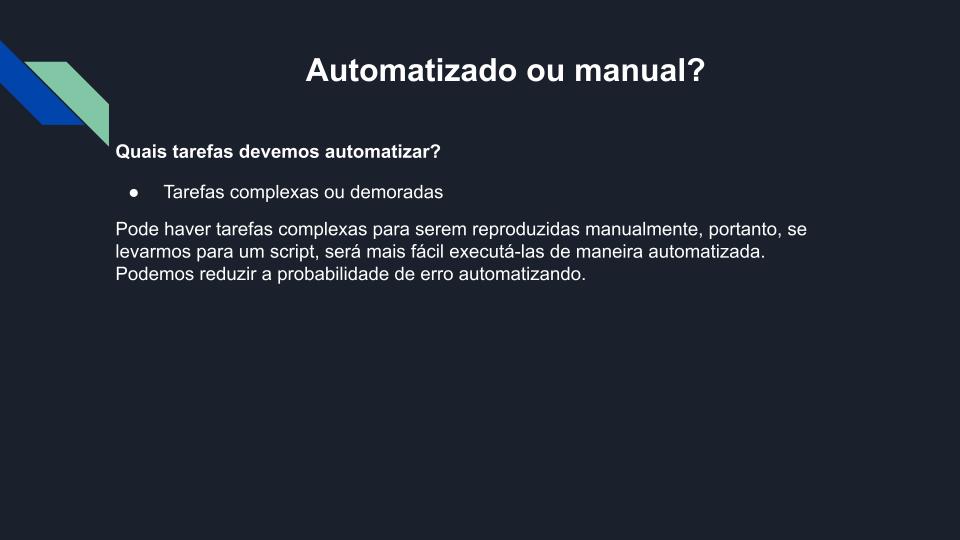 Automatizado ou manual?
Quais tarefas devemos automatizar?
● Tarefas complexas ou demoradas
Pode haver tarefas complexas para serem reproduzidas manualmente, portanto, se
levarmos para um script, será mais fácil executá-las de maneira automatizada.
Podemos reduzir a probabilidade de erro automatizando.